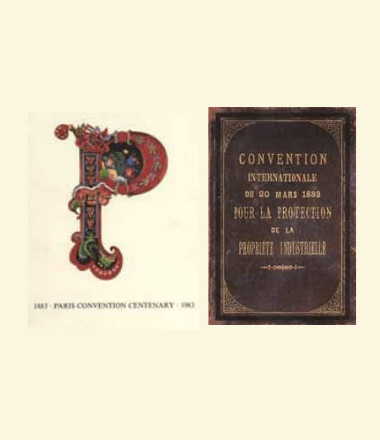 P
1883 · PARIS CONVENTION CENTENARY · 1983
CONVENTION
INTERNATIONALE
DU 20 MARS 1883
POUR LA PROTECTION
DE LA
PROPRIÉTÉ INDUSTRIELLE